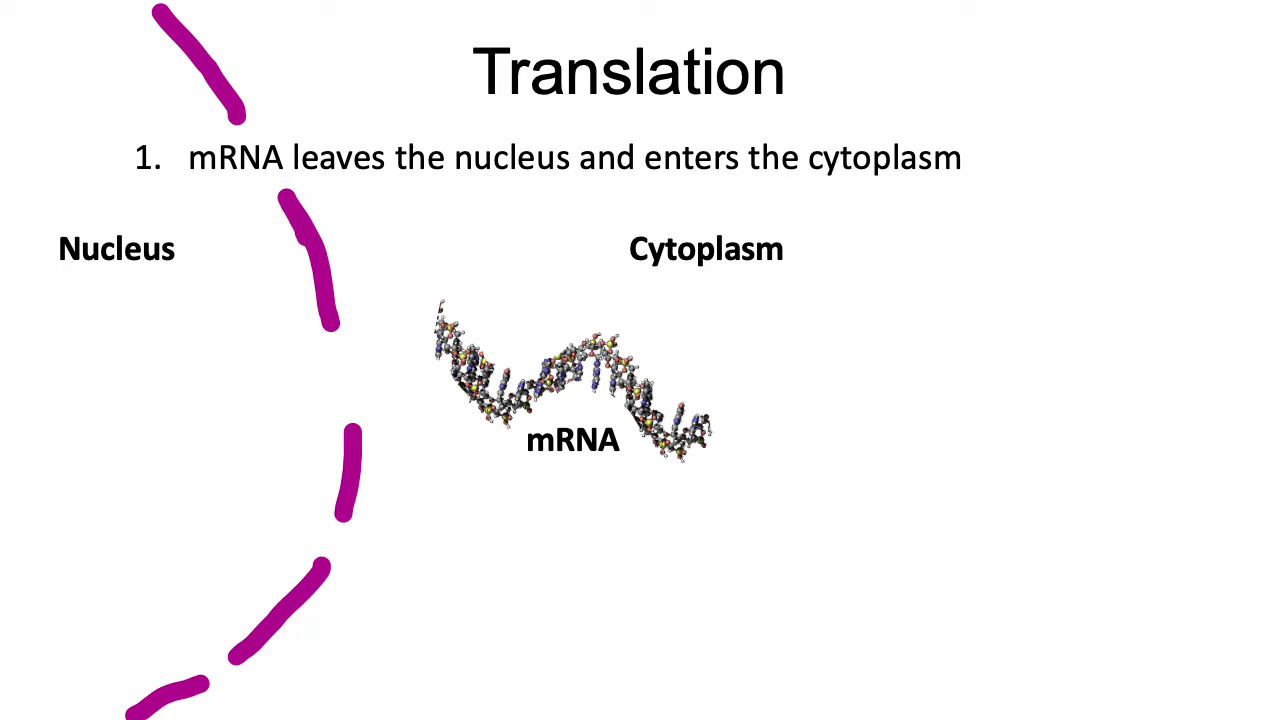 Translation
1. mRNA leaves the nucleus and enters the cytoplasm
Nucleus
Cytoplasm
mRNA